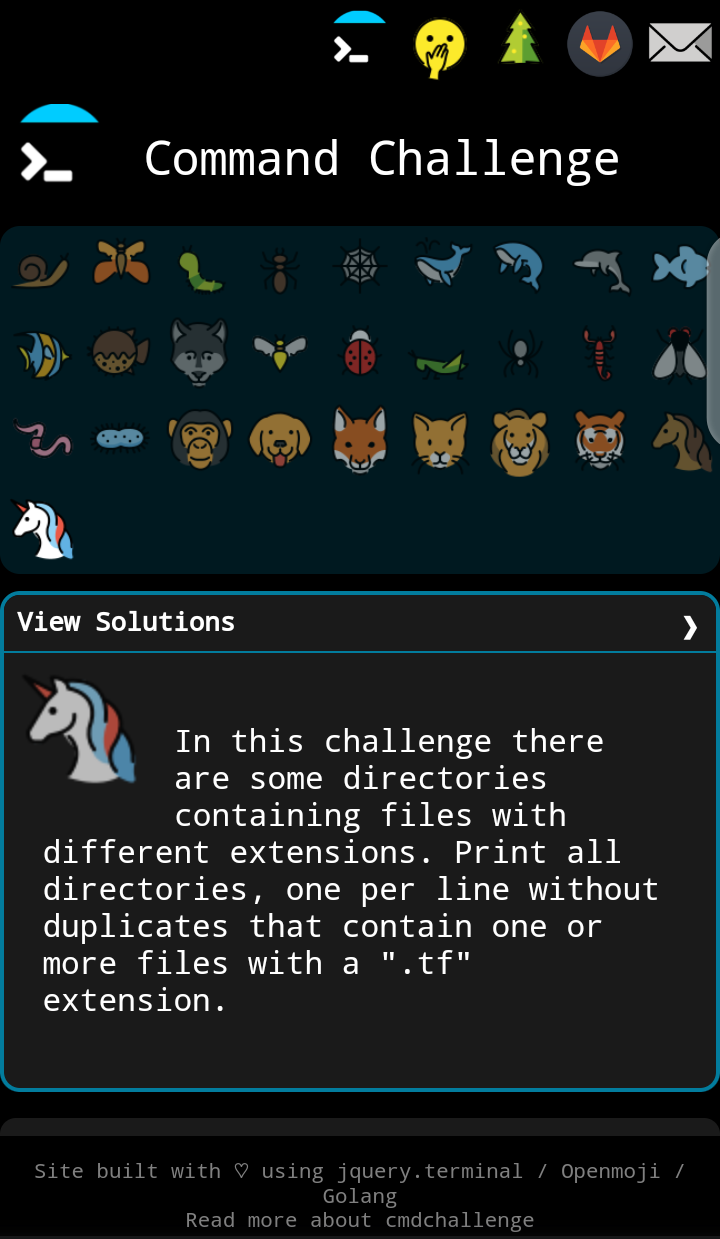 Command Challenge
View Solutions
In this challenge there
are some directories
containing files with
different extensions. Print all
directories, one per line without
duplicates that contain one or
more files with a ".tf"
extension.
Site built with ♡ using jquery.terminal / Openmoji /
Golang
Read more about cmdchallenge